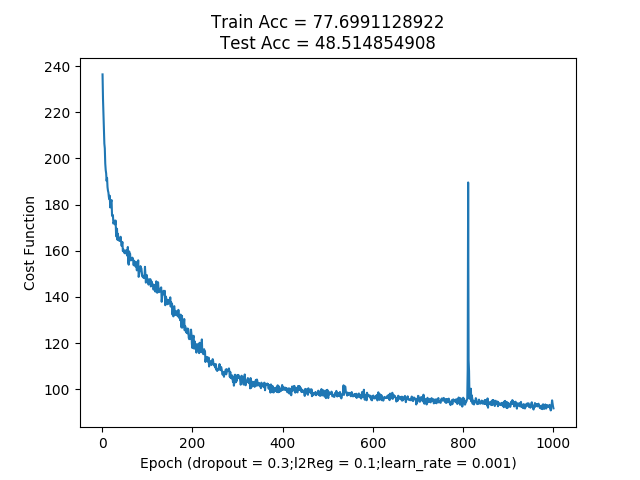 Train Acc = 77.6991128922
Test Acc = 48.514854908
240
220
200
180
160
140
120
100
Cost Function
0 200 400 600 800 1000
Epoch (dropout = 0.3;l2Reg = 0.1;learn_rate = 0.001)